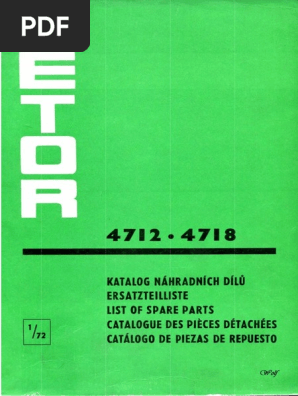 PDF
ETOR
4712 • 4718
KATALOG NÁHRADNÍCH DÍLŮ
ERSATZTEILLISTE
LIST OF SPARE PARTS
CATALOGUE DES PIÈCES DÉTACHÉES
CATÁLOGO DE PIEZAS DE REPUESTO
1/72